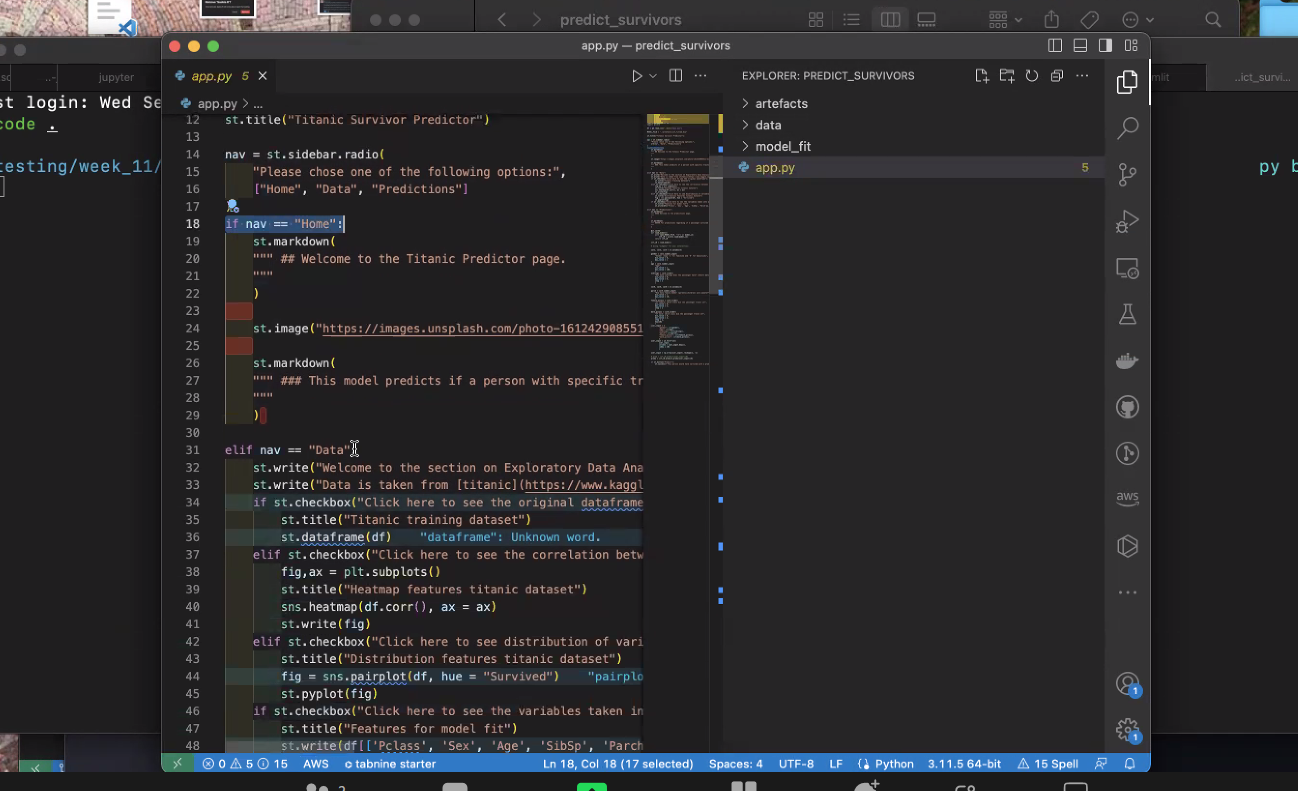 predict_survivors
app.py — predict_survivors
jupyter
mlit
..ict_survi...
st login: Wed Se
code .
testing/week_11/
py b
app.py 5
app.py > ...
EXPLORER: PREDICT_SURVIVORS
artefacts
data
model_fit
app.py 5
12 st.title("Titanic Survivor Predictor")
13
14 nav = st.sidebar.radio(
15 "Please chose one of the following options:",
16 ["Home", "Data", "Predictions"]
17
18 if nav == "Home":
19 st.markdown(
20 """ ## Welcome to the Titanic Predictor page.
21 """
22 )
23
24 st.image("https://images.unsplash.com/photo-161242908551
25
26 st.markdown(
27 """ ### This model predicts if a person with specific tr
28 """
29 )
30
31 elif nav == "Data"
32 st.write("Welcome to the section on Exploratory Data Ana
33 st.write("Data is taken from [titanic](https://www.kaggl
34 if st.checkbox("Click here to see the original dataframe
35 st.title("Titanic training dataset")
36 st.dataframe(df) "dataframe": Unknown word.
37 elif st.checkbox("Click here to see the correlation betw
38 fig,ax = plt.subplots()
39 st.title("Heatmap features titanic dataset")
40 sns.heatmap(df.corr(), ax = ax)
41 st.write(fig)
42 elif st.checkbox("Click here to see distribution of vari
43 st.title("Distribution features titanic dataset")
44 fig = sns.pairplot(df, hue = "Survived") "pairplo
45 st.pyplot(fig)
46 if st.checkbox("Click here to see the variables taken in
47 st.title("Features for model fit")
48 st.write(df[['Pclass', 'Sex', 'Age', 'SibSp', 'Parch
aws
1
1
0 5 15 AWS tabnine starter Ln 18, Col 18 (17 selected) Spaces: 4 UTF-8 LF Python 3.11.5 64-bit 15 Spell